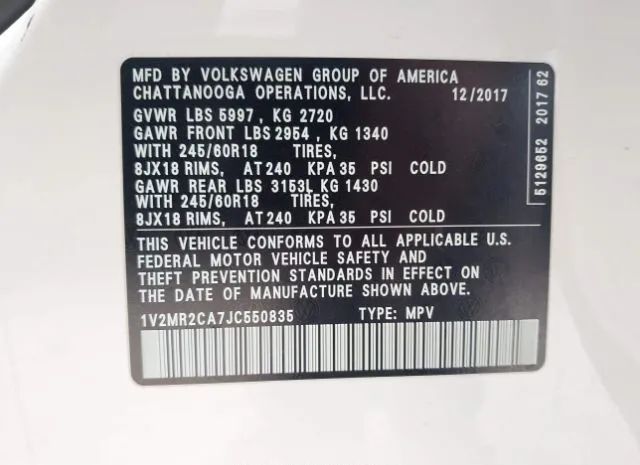 MFD BY VOLKSWAGEN GROUP OF AMERICA
CHATTANOOGA OPERATIONS, LLC. 12/2017
GVWR LBS 5997 , KG 2720
GAWR FRONT LBS 2954 , KG 1340
WITH 245/60R18 TIRES,
8JX18 RIMS, AT 240 KPA 35 PSI COLD
GAWR REAR LBS 3153L KG 1430
WITH 245/60R18 TIRES,
8JX18 RIMS, AT 240 KPA 35 PSI COLD
THIS VEHICLE CONFORMS TO ALL APPLICABLE U.S.
FEDERAL MOTOR VEHICLE SAFETY AND
THEFT PREVENTION STANDARDS IN EFFECT ON
THE DATE OF MANUFACTURE SHOWN ABOVE.
1V2MR2CA7JC550835 TYPE: MPV
5129652 2017 62